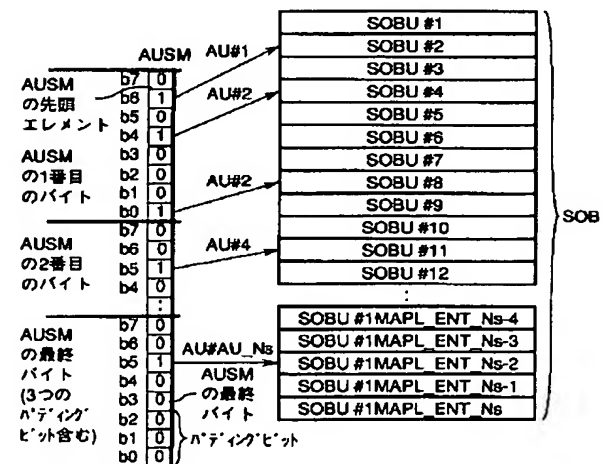 AUSM
AUSM
の先頭
エレメント
AUSM
の1番目
のバイト
AUSM
の2番目
のバイト
AUSM
の最終
バイト
(3つの
パディング
ビット含む)
b7 0
b6 1
b5 0
b4 1
b3 0
b2 0
b1 0
b0 1
b7 0
b6 0
b5 1
b4 0
⋮
b7 0
b6 0
b5 1
b4 0
b3 0
b2 0
b1 0
b0 0
AU#1
AU#2
AU#2
AU#4
AU#AU_Ns
AUSM
の最終
バイト
パディングビット
SOBU #1
SOBU #2
SOBU #3
SOBU #4
SOBU #5
SOBU #6
SOBU #7
SOBU #8
SOBU #9
SOBU #10
SOBU #11
SOBU #12
⋮
SOBU #1MAPL_ENT_Ns-4
SOBU #1MAPL_ENT_Ns-3
SOBU #1MAPL_ENT_Ns-2
SOBU #1MAPL_ENT_Ns-1
SOBU #1MAPL_ENT_Ns
SOB